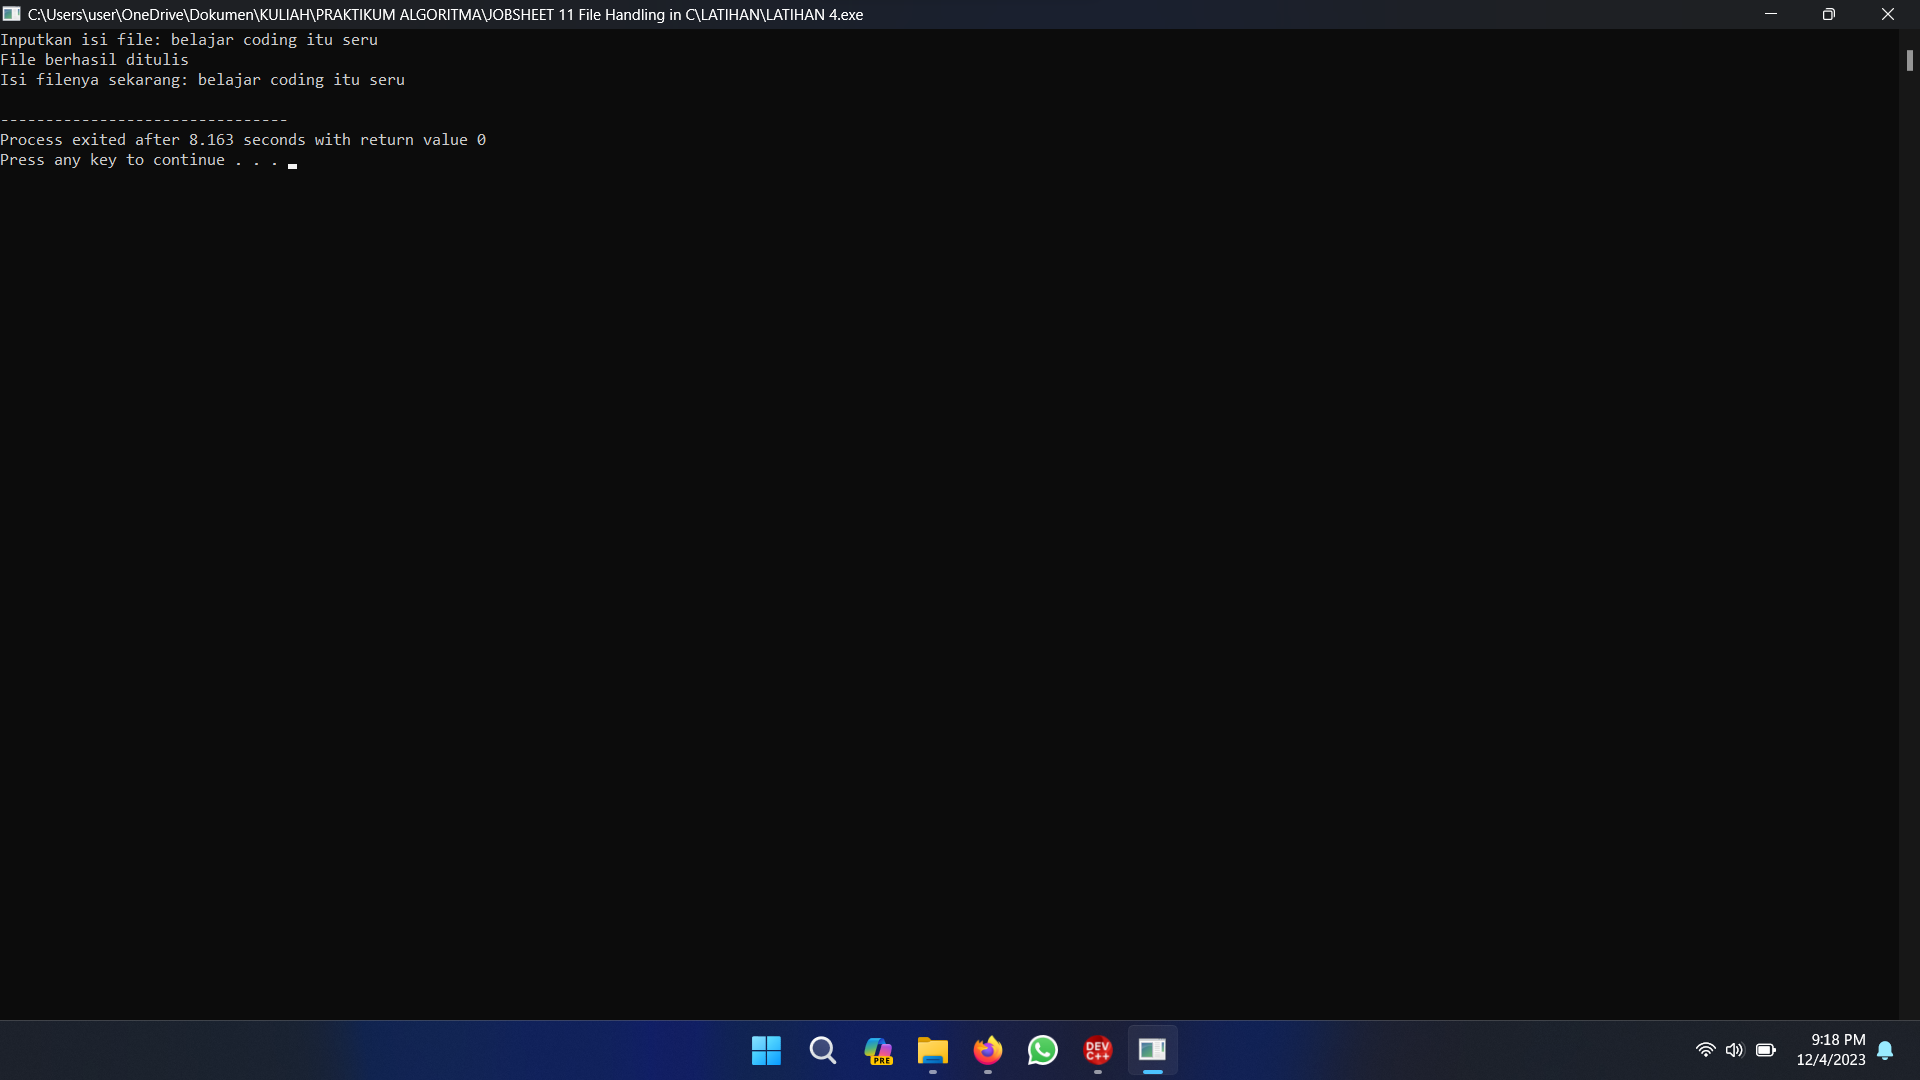 C:\Users\user\OneDrive\Dokumen\KULIAH\PRAKTIKUM ALGORITMA\JOBSHEET 11 File Handling in C\LATIHAN\LATIHAN 4.exe
Inputkan isi file: belajar coding itu seru
File berhasil ditulis
Isi filenya sekarang: belajar coding itu seru
--------------------------------
Process exited after 8.163 seconds with return value 0
Press any key to continue . . .
PRE
DEV
C++
9:18 PM
12/4/2023